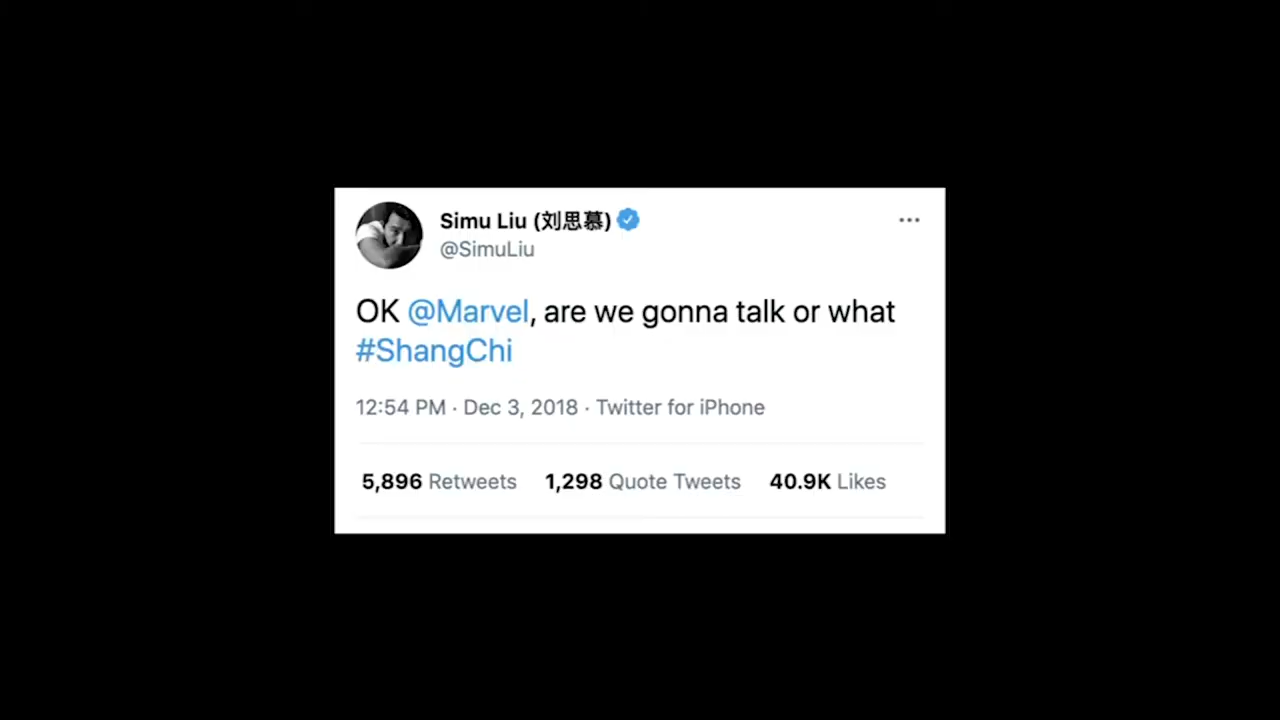 Simu Liu (刘思慕)
@SimuLiu
OK @Marvel, are we gonna talk or what
#ShangChi
12:54 PM · Dec 3, 2018 · Twitter for iPhone
5,896 Retweets 1,298 Quote Tweets 40.9K Likes